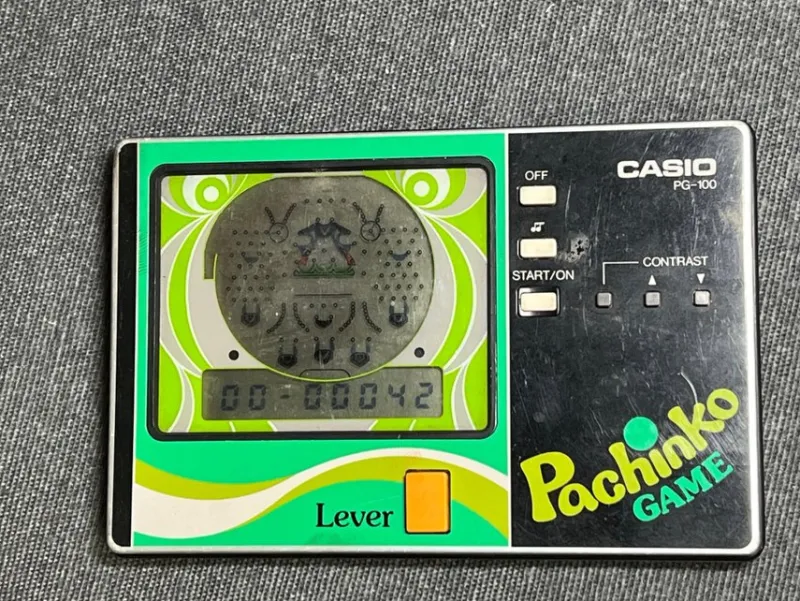 CASIO
PG-100
OFF
START/ON
CONTRAST
▲ ▼
00-00042
Pachinko
GAME
Lever